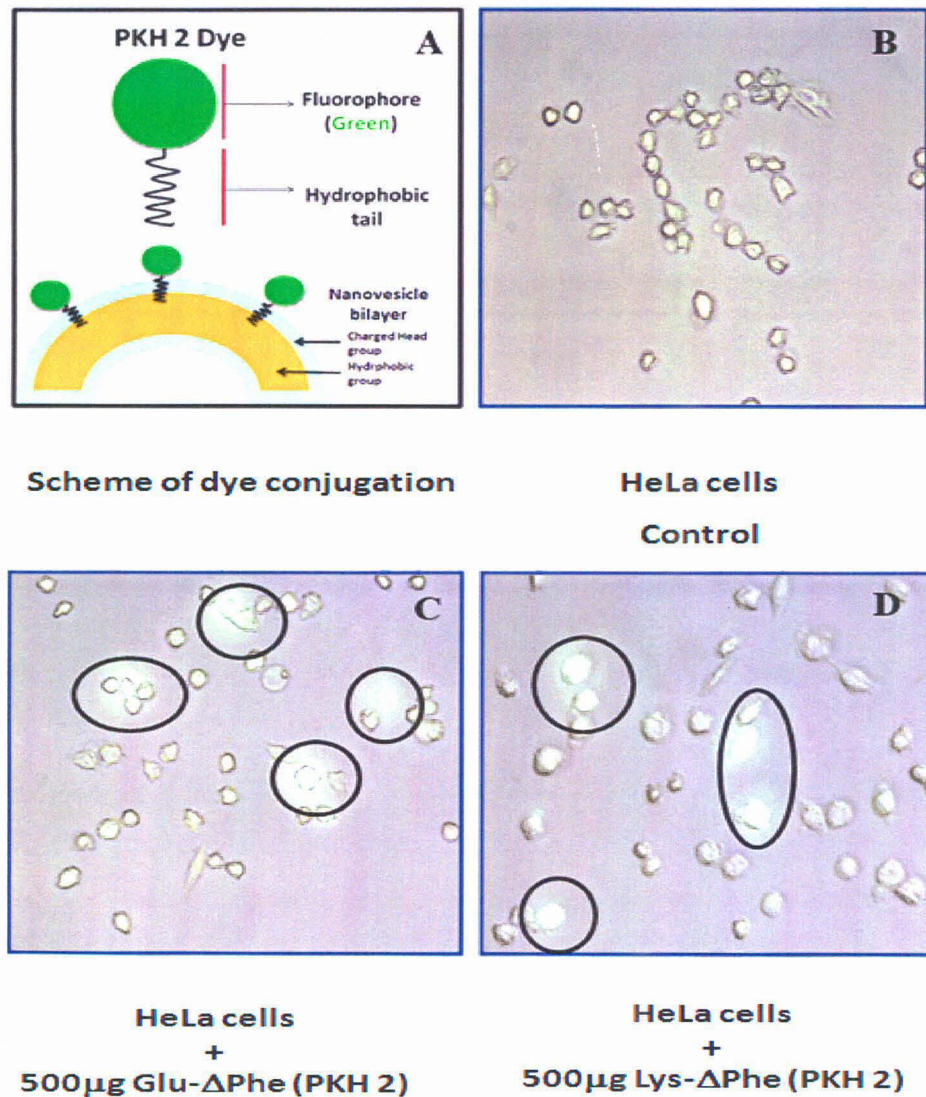 PKH 2 Dye
A
Fluorophore
(Green)
Hydrophobic
tail
Nanovesicle
bilayer
Charged Head
group
Hydrphobic
group
B
Scheme of dye conjugation
HeLa cells
Control
C
D
HeLa cells
+
500µg Glu-ΔPhe (PKH 2)
HeLa cells
+
500µg Lys-ΔPhe (PKH 2)